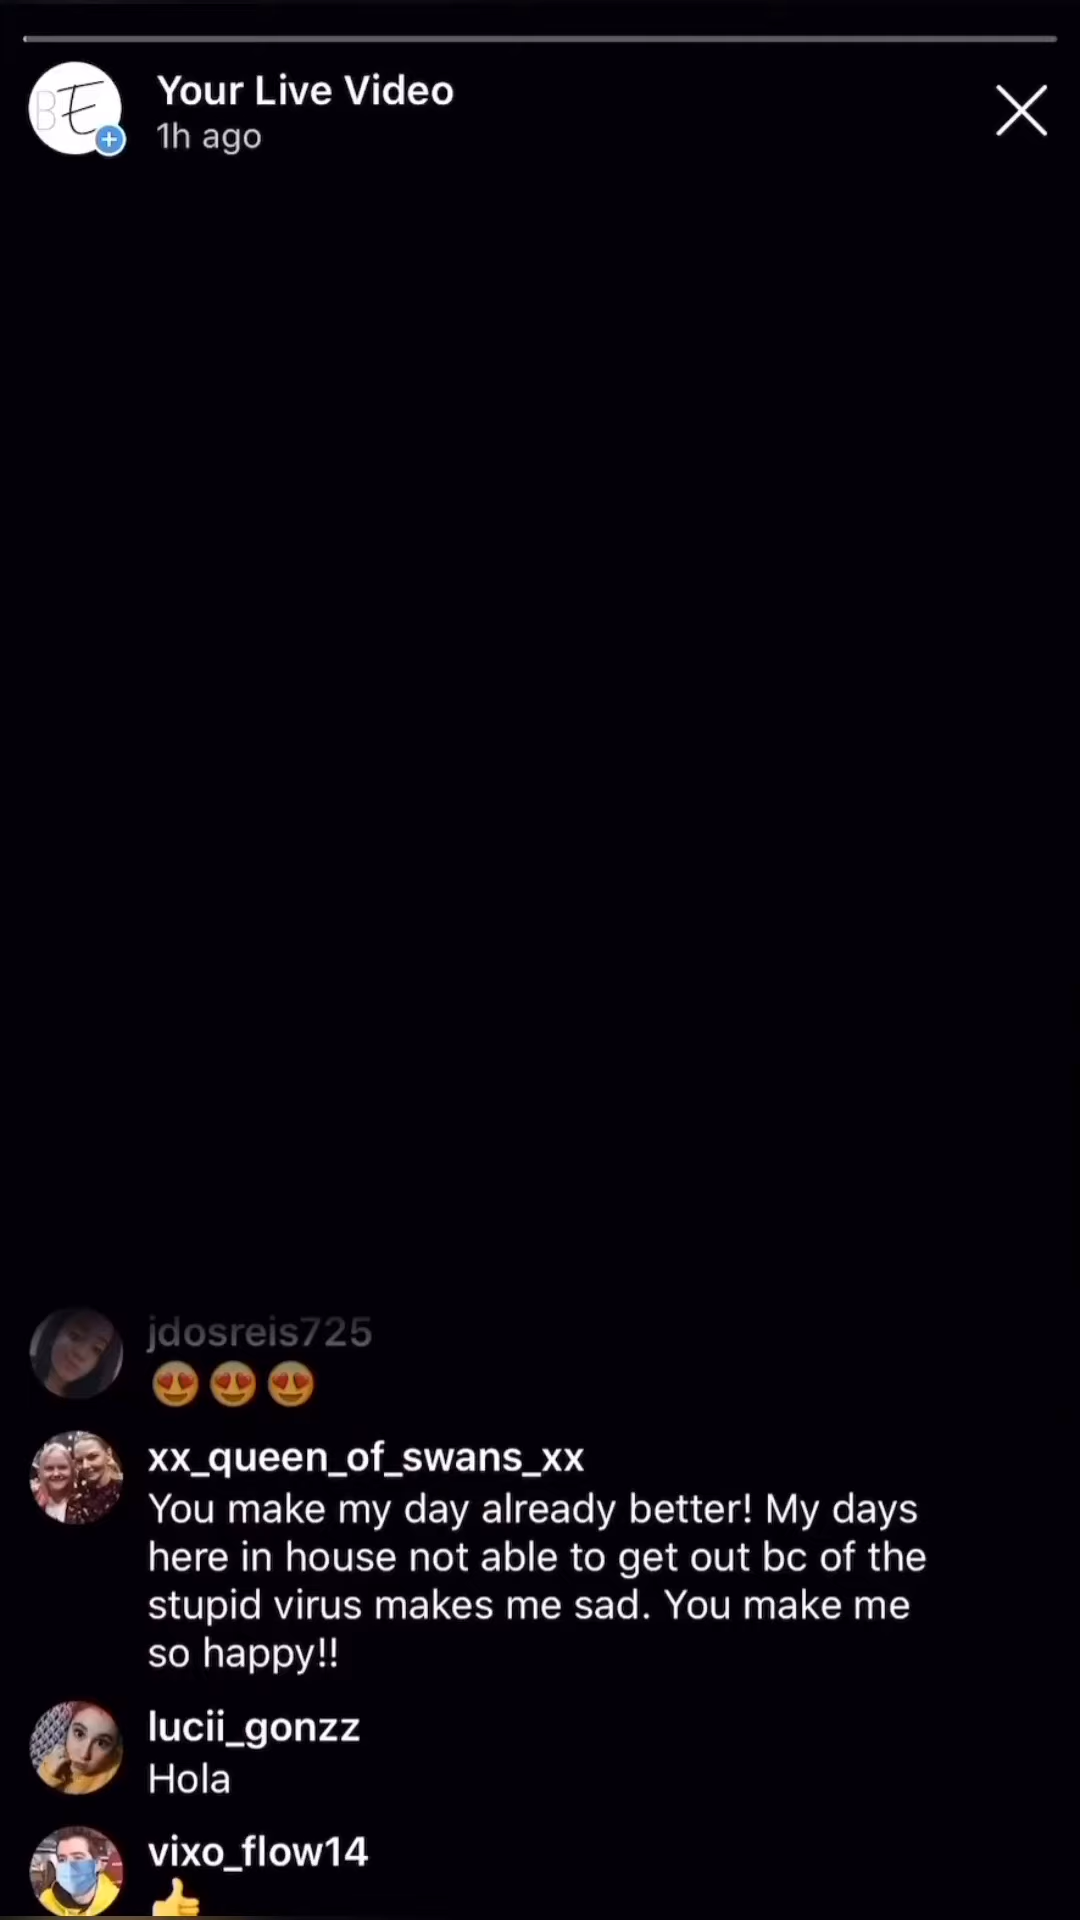 BE
Your Live Video
1h ago
jdosreis725
😍😍😍
xx_queen_of_swans_xx
You make my day already better! My days
here in house not able to get out bc of the
stupid virus makes me sad. You make me
so happy!!
lucii_gonzz
Hola
vixo_flow14
👍